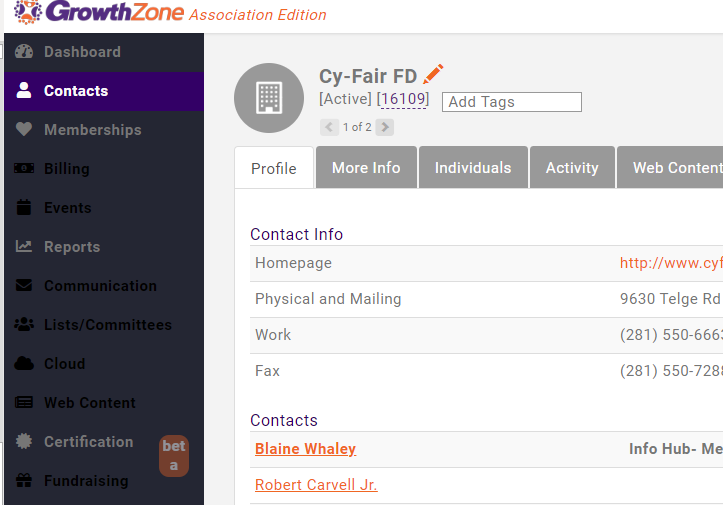 GrowthZone Association Edition
Dashboard
Contacts
Memberships
Billing
Events
Reports
Communication
Lists/Committees
Cloud
Web Content
Certification
beta
Fundraising
Cy-Fair FD
[Active] [16109]
Add Tags
1 of 2
Profile
More Info
Individuals
Activity
Web Content
Contact Info
Homepage http://www.cyf
Physical and Mailing 9630 Telge Rd
Work (281) 550-666
Fax (281) 550-728
Contacts
Blaine Whaley Info Hub- Me
Robert Carvell Jr.